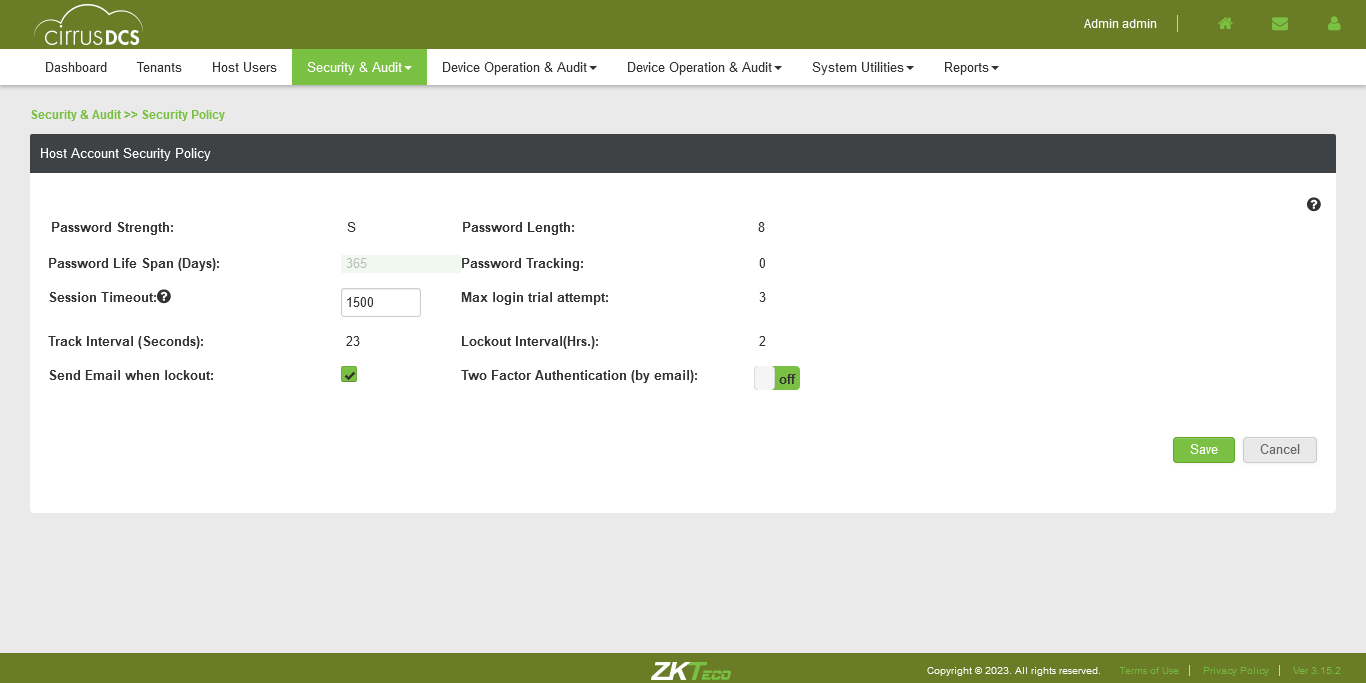 cirrusDCS
Admin admin
Dashboard Tenants Host Users Security & Audit Device Operation & Audit Device Operation & Audit System Utilities Reports
Security & Audit >> Security Policy
Host Account Security Policy
Password Strength: S Password Length: 8
Password Life Span (Days): 365 Password Tracking: 0
Session Timeout: 1500 Max login trial attempt: 3
Track Interval (Seconds): 23 Lockout Interval(Hrs.): 2
Send Email when lockout: Two Factor Authentication (by email): off
Save Cancel
ZKTECO Copyright © 2023. All rights reserved. Terms of Use Privacy Policy Ver 3.15.2